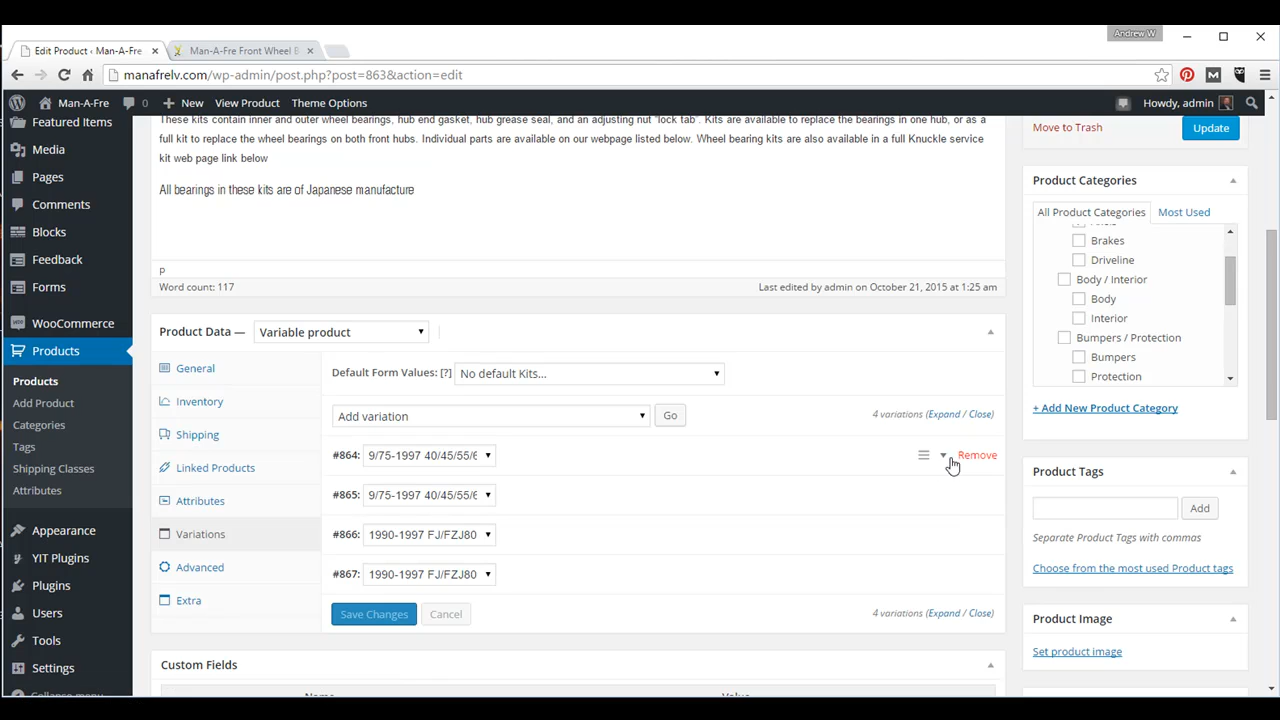 Andrew W
Edit Product ‹ Man-A-Fre
Man-A-Fre Front Wheel B
manafrelv.com/wp-admin/post.php?post=863&action=edit
Man-A-Fre
0
New
View Product
Theme Options
Howdy, admin
Featured Items
Media
Pages
Comments
Blocks
Feedback
Forms
WooCommerce
Products
Products
Add Product
Categories
Tags
Shipping Classes
Attributes
Appearance
YIT Plugins
Plugins
Users
Tools
Settings
Collapse menu
These kits contain inner and outer wheel bearings, hub end gasket, hub grease seal, and an adjusting nut "lock tab". Kits are available to replace the bearings in one hub, or as a
full kit to replace the wheel bearings on both front hubs. Individual parts are available on our webpage listed below. Wheel bearing kits are also available in a full Knuckle service
kit web page link below
All bearings in these kits are of Japanese manufacture
p
Word count: 117
Last edited by admin on October 21, 2015 at 1:25 am
Product Data —
Variable product
General
Inventory
Shipping
Linked Products
Attributes
Variations
Advanced
Extra
Default Form Values: [?]
No default Kits...
Add variation
Go
4 variations (Expand / Close)
#864:
9/75-1997 40/45/55/6
Remove
#865:
9/75-1997 40/45/55/6
#866:
1990-1997 FJ/FZJ80
#867:
1990-1997 FJ/FZJ80
Save Changes
Cancel
4 variations (Expand / Close)
Custom Fields
Name
Value
Move to Trash
Update
Product Categories
All Product Categories
Most Used
Brakes
Driveline
Body / Interior
Body
Interior
Bumpers / Protection
Bumpers
Protection
+ Add New Product Category
Product Tags
Add
Separate Product Tags with commas
Choose from the most used Product tags
Product Image
Set product image